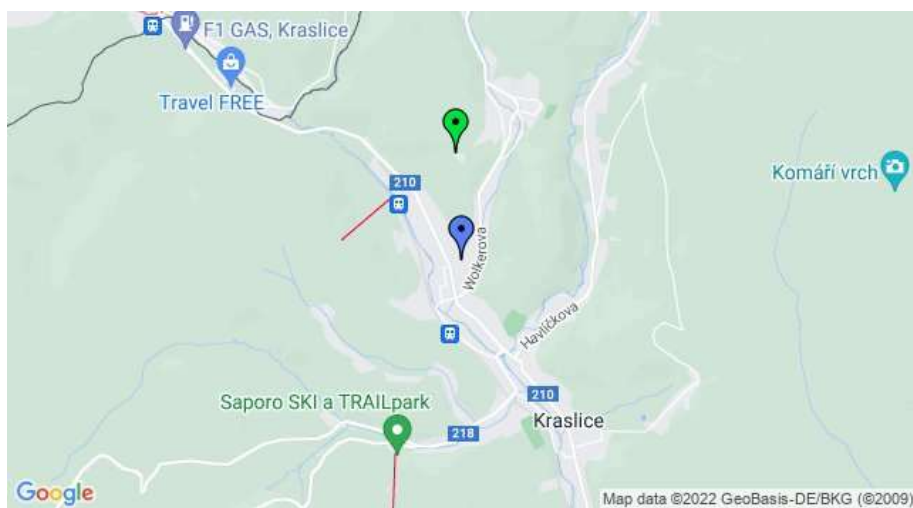 F1 GAS, Kraslice
Travel FREE
210
Komáří vrch
Wolkerova
Havlíčkova
Saporo SKI a TRAILpark
210
218
Kraslice
Google
Map data ©2022 GeoBasis-DE/BKG (©2009)